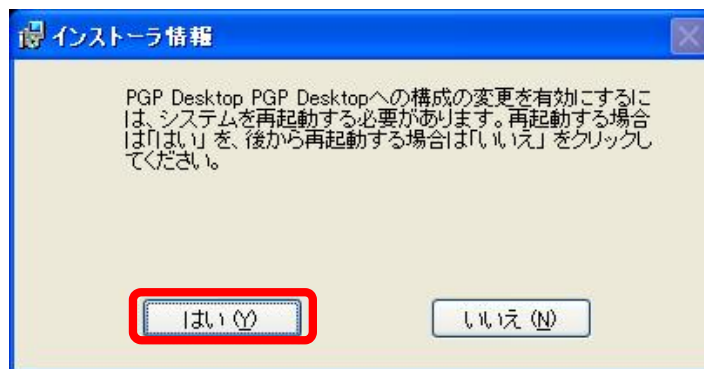 インストーラ情報
PGP Desktop PGP Desktopへの構成の変更を有効にするに
は、システムを再起動する必要があります。再起動する場合
は「はい」を、後から再起動する場合は「いいえ」をクリックし
てください。
はい (Y) いいえ (N)